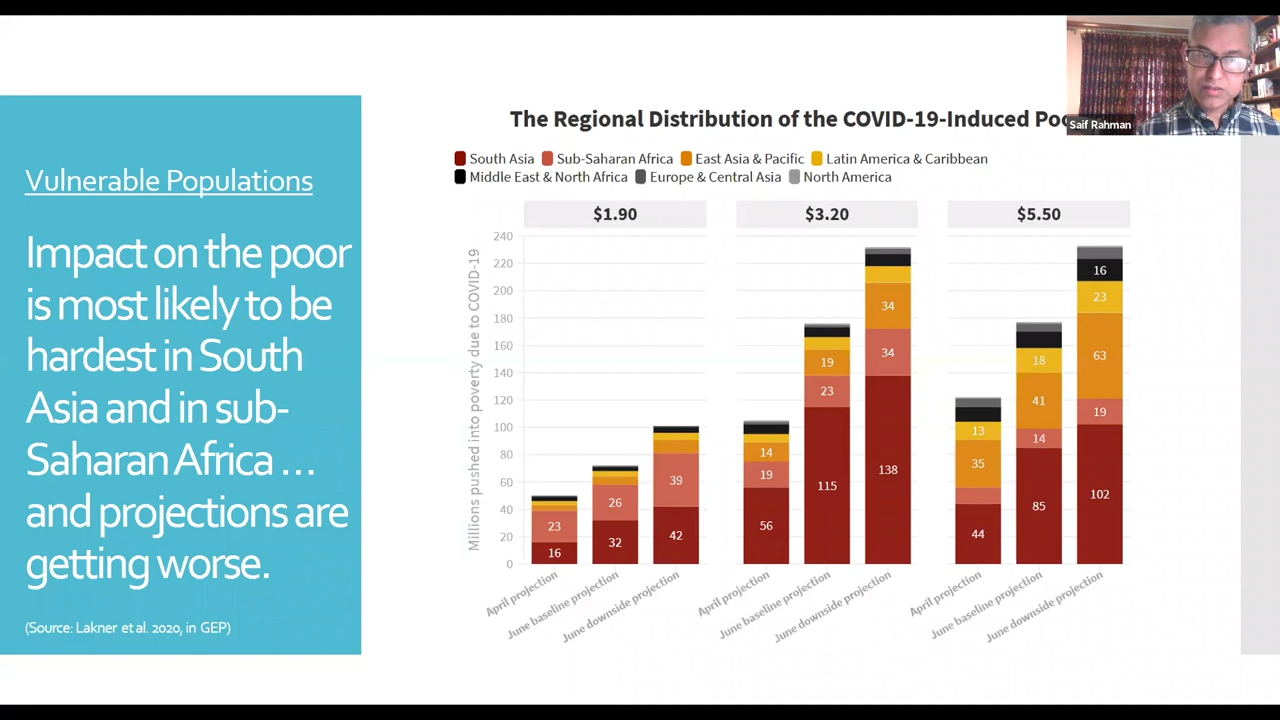 Vulnerable Populations
Impact on the poor
is most likely to be
hardest in South
Asia and in sub-
Saharan Africa …
and projections are
getting worse.
(Source: Lakner et al. 2020, in GEP)
The Regional Distribution of the COVID-19-Induced
Saif Rahman
South Asia Sub-Saharan Africa East Asia & Pacific Latin America & Caribbean
Middle East & North Africa Europe & Central Asia North America
$1.90 $3.20 $5.50
Millions pushed into poverty due to COVID-19
240
220
200
180
160
140
120
100
80
60
40
20
0
23
16
26
32
39
42
14
19
56
19
23
115
34
34
138
13
35
44
18
41
14
85
16
23
63
19
102
April projection
June baseline projection
June downside projection
April projection
June baseline projection
June downside projection
April projection
June baseline projection
June downside projection